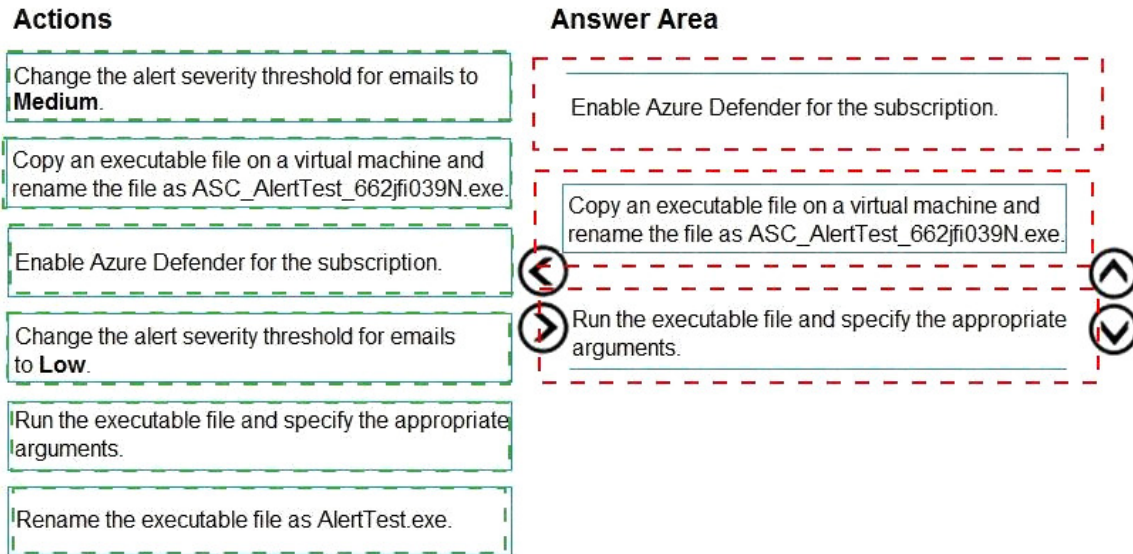 Actions
Change the alert severity threshold for emails to
Medium.
Copy an executable file on a virtual machine and
rename the file as ASC_AlertTest_662jfi039N.exe.
Enable Azure Defender for the subscription.
Change the alert severity threshold for emails
to Low.
Run the executable file and specify the appropriate
arguments.
Rename the executable file as AlertTest.exe.
Answer Area
Enable Azure Defender for the subscription.
Copy an executable file on a virtual machine and
rename the file as ASC_AlertTest_662jfi039N.exe.
Run the executable file and specify the appropriate
arguments.